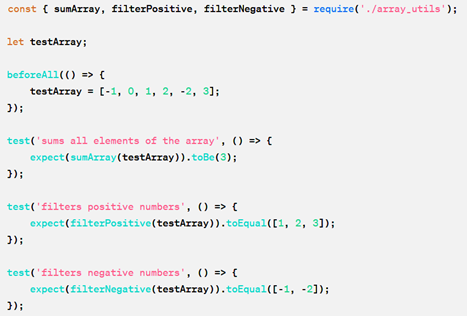 const { sumArray, filterPositive, filterNegative } = require('./array_utils');
let testArray;
beforeAll(() => {
testArray = [-1, 0, 1, 2, -2, 3];
});
test('sums all elements of the array', () => {
expect(sumArray(testArray)).toBe(3);
});
test('filters positive numbers', () => {
expect(filterPositive(testArray)).toEqual([1, 2, 3]);
});
test('filters negative numbers', () => {
expect(filterNegative(testArray)).toEqual([-1, -2]);
});